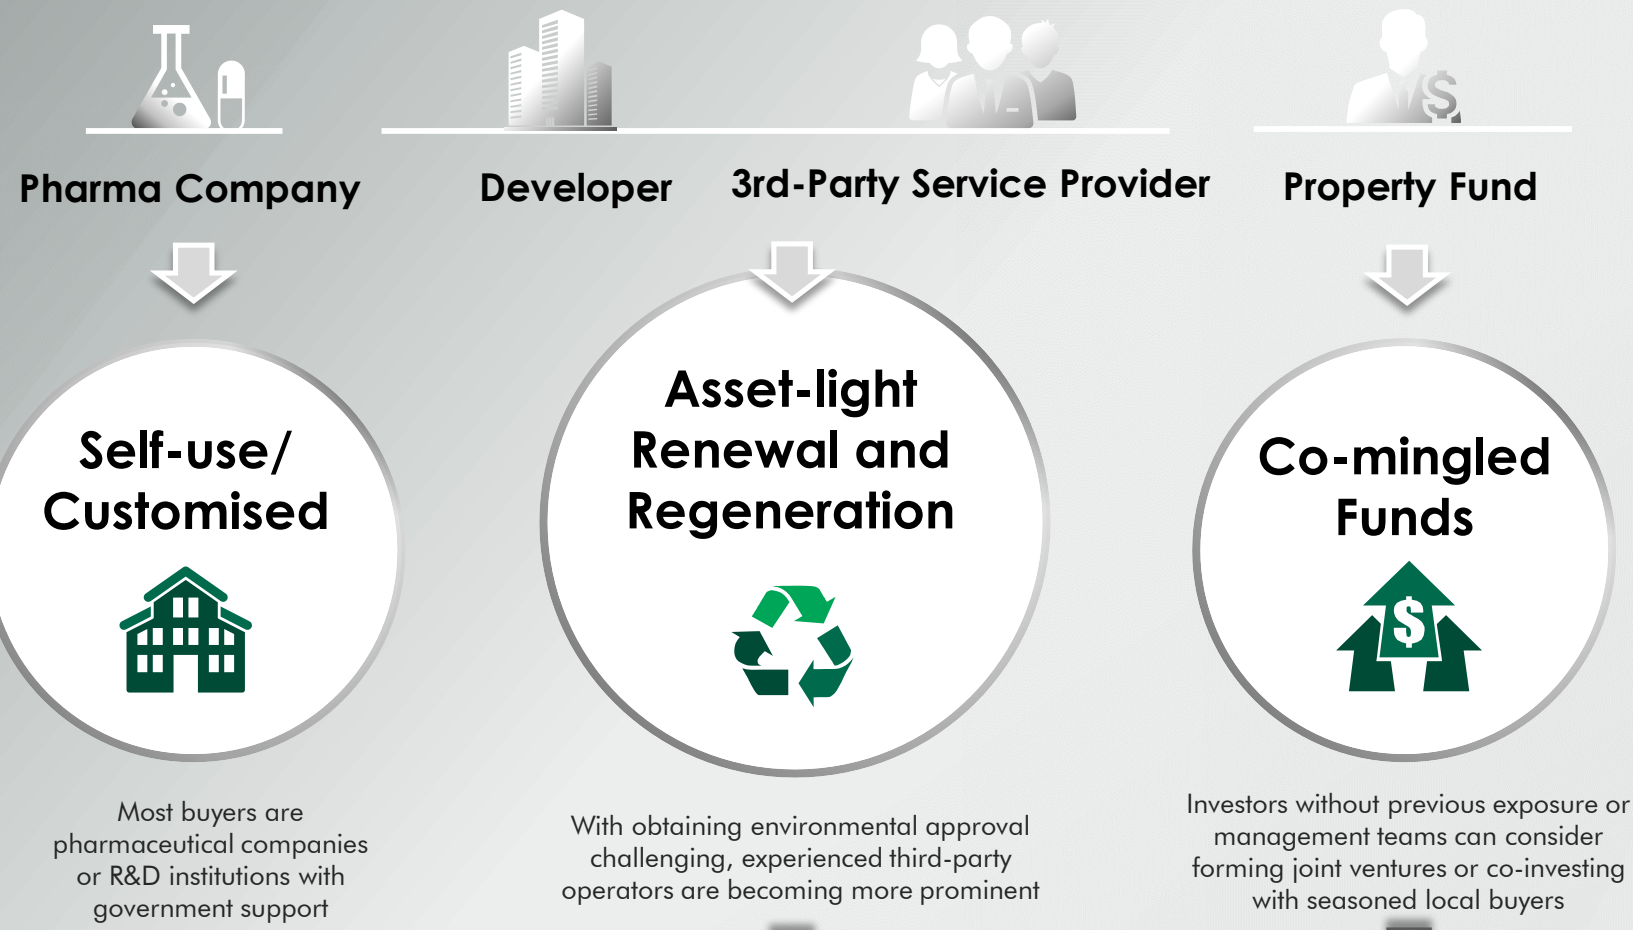 Pharma Company
Developer
3rd-Party Service Provider
Property Fund
Self-use/
Customised
Asset-light
Renewal and
Regeneration
Co-mingled
Funds
$
$
Most buyers are
pharmaceutical companies
or R&D institutions with
government support
With obtaining environmental approval
challenging, experienced third-party
operators are becoming more prominent
Investors without previous exposure or
management teams can consider
forming joint ventures or co-investing
with seasoned local buyers